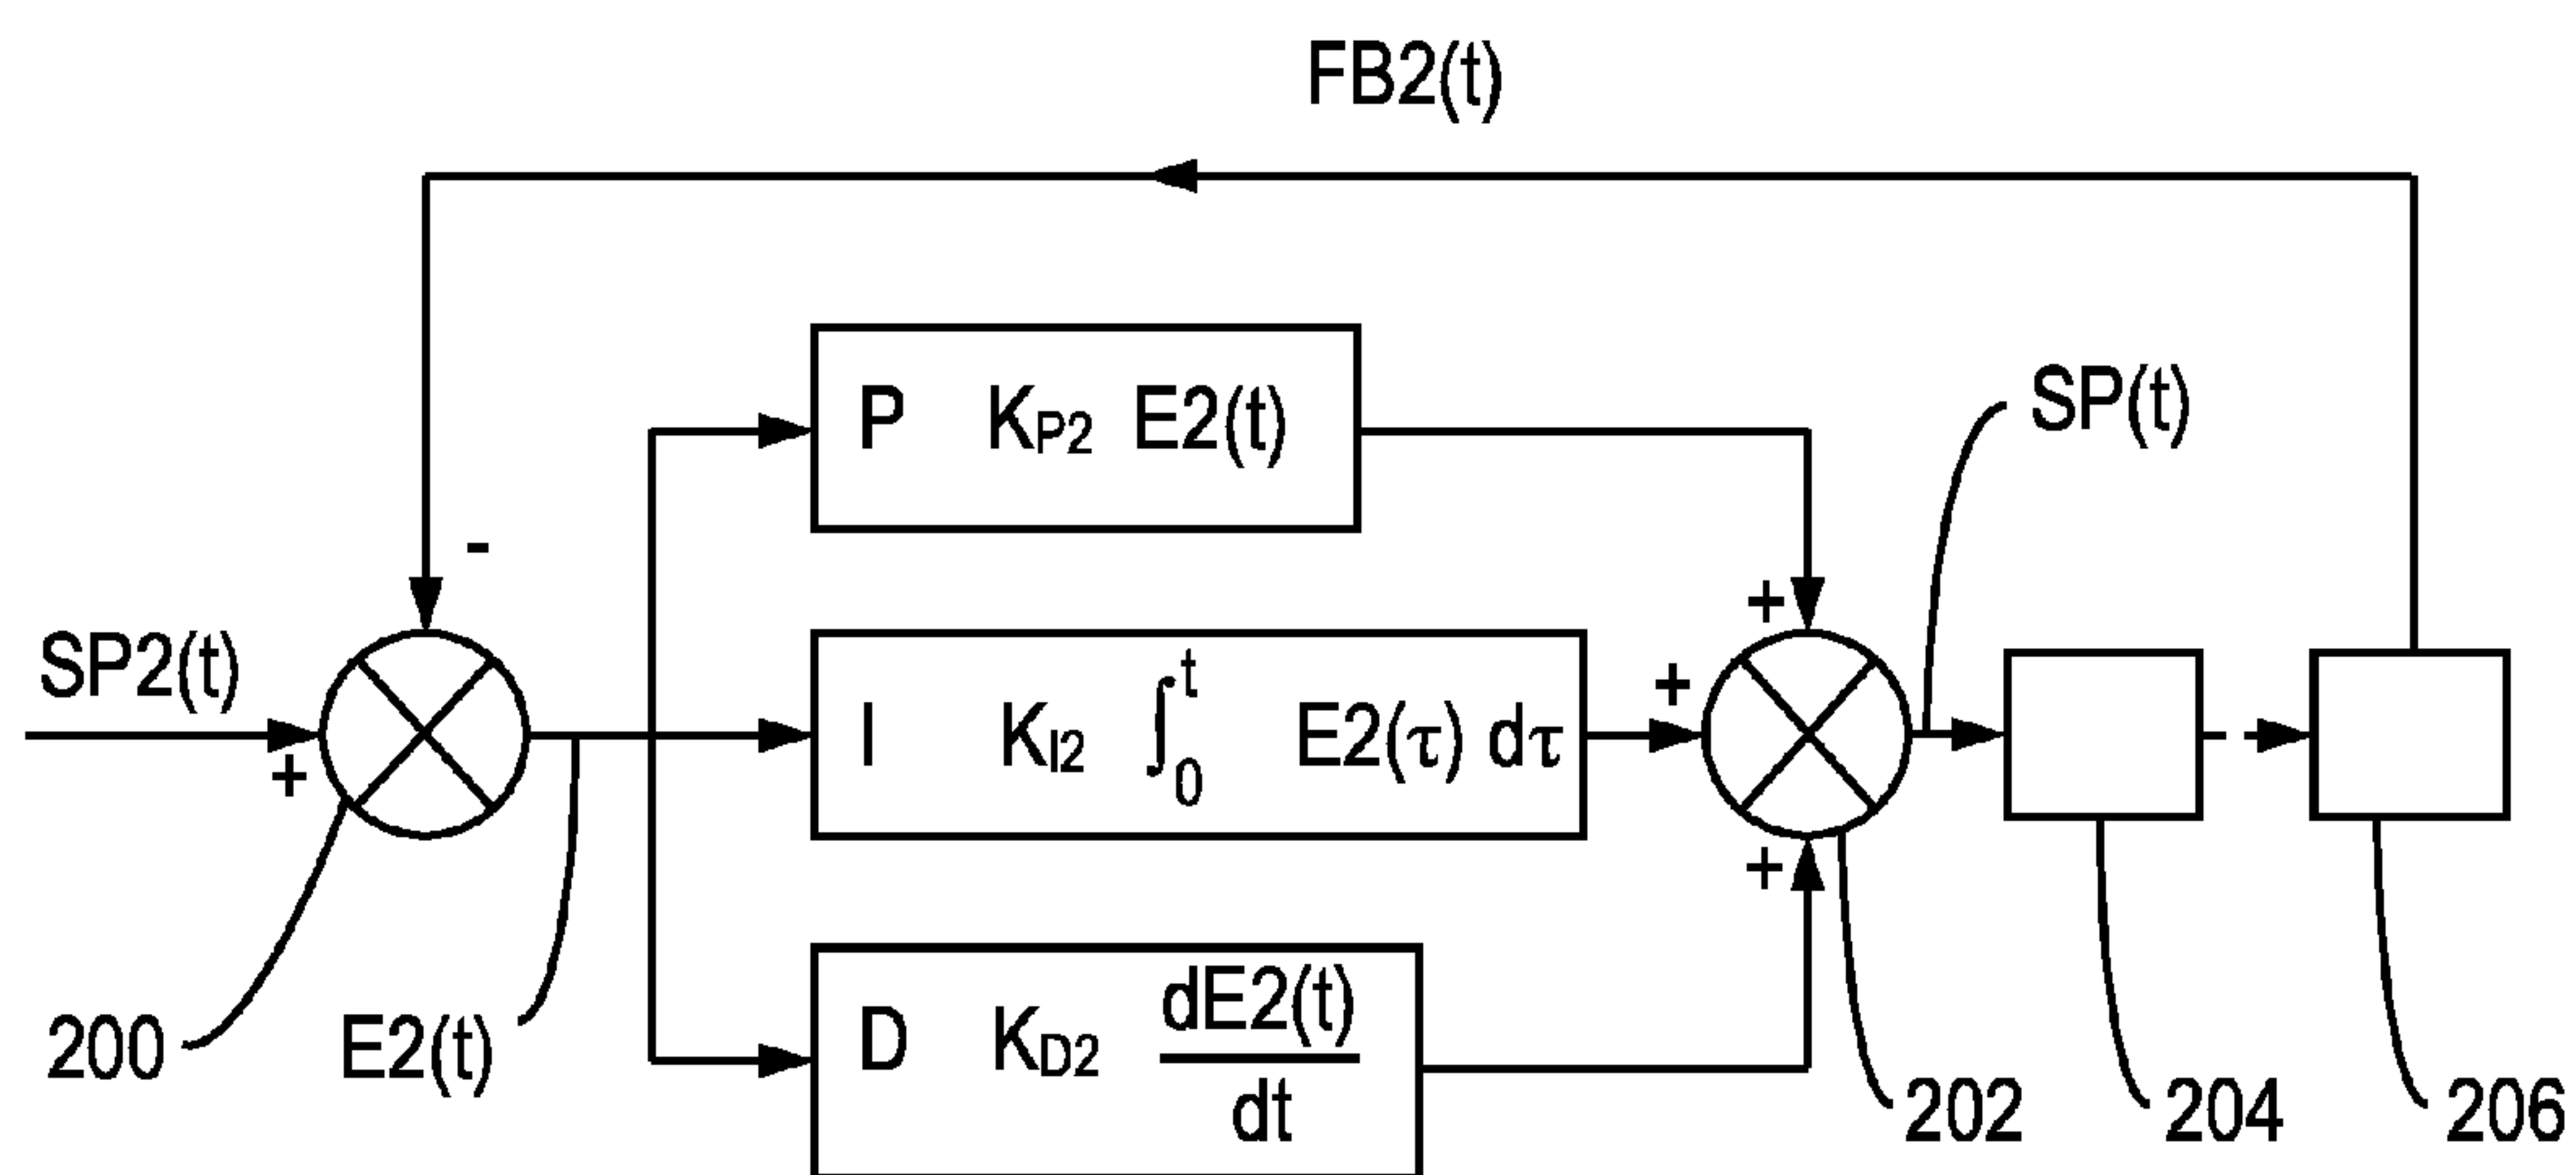 FB2(t)
P K_P2 E2(t)
SP(t)
-
+
SP2(t)
+
+
I K_I2 ∫_0^t E2(τ) dτ
+
D K_D2 dE2(t)/dt
200
E2(t)
202
204
206